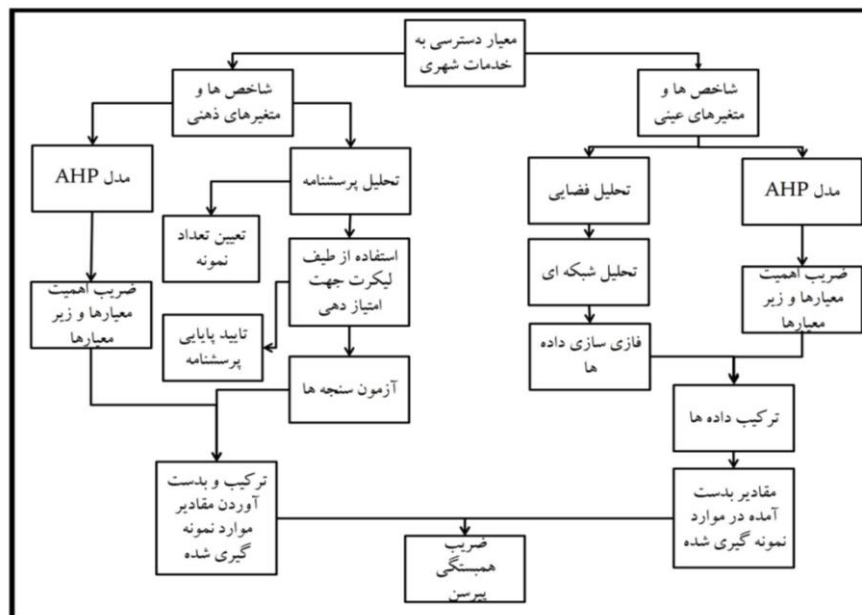 معیار دسترسی به
خدمات شهری
شاخص ها و
متغیرهای عینی
شاخص ها و
متغیرهای ذهنی
مدل AHP
تحلیل فضایی
تحلیل پرسشنامه
مدل AHP
تعیین تعداد
نمونه
استفاده از طیف
لیکرت جهت
امتیاز دهی
تحلیل شبکه ای
ضریب اهمیت
معیارها و زیر
معیارها
ضریب اهمیت
معیارها و زیر
معیارها
تایید پایایی
پرسشنامه
فازی سازی داده
ها
آزمون سنجه ها
ترکیب داده ها
ترکیب و بدست
آوردن مقادیر
موارد نمونه
گیری شده
مقادیر بدست
آمده در موارد
نمونه گیری شده
ضریب
همبستگی
پیرسن